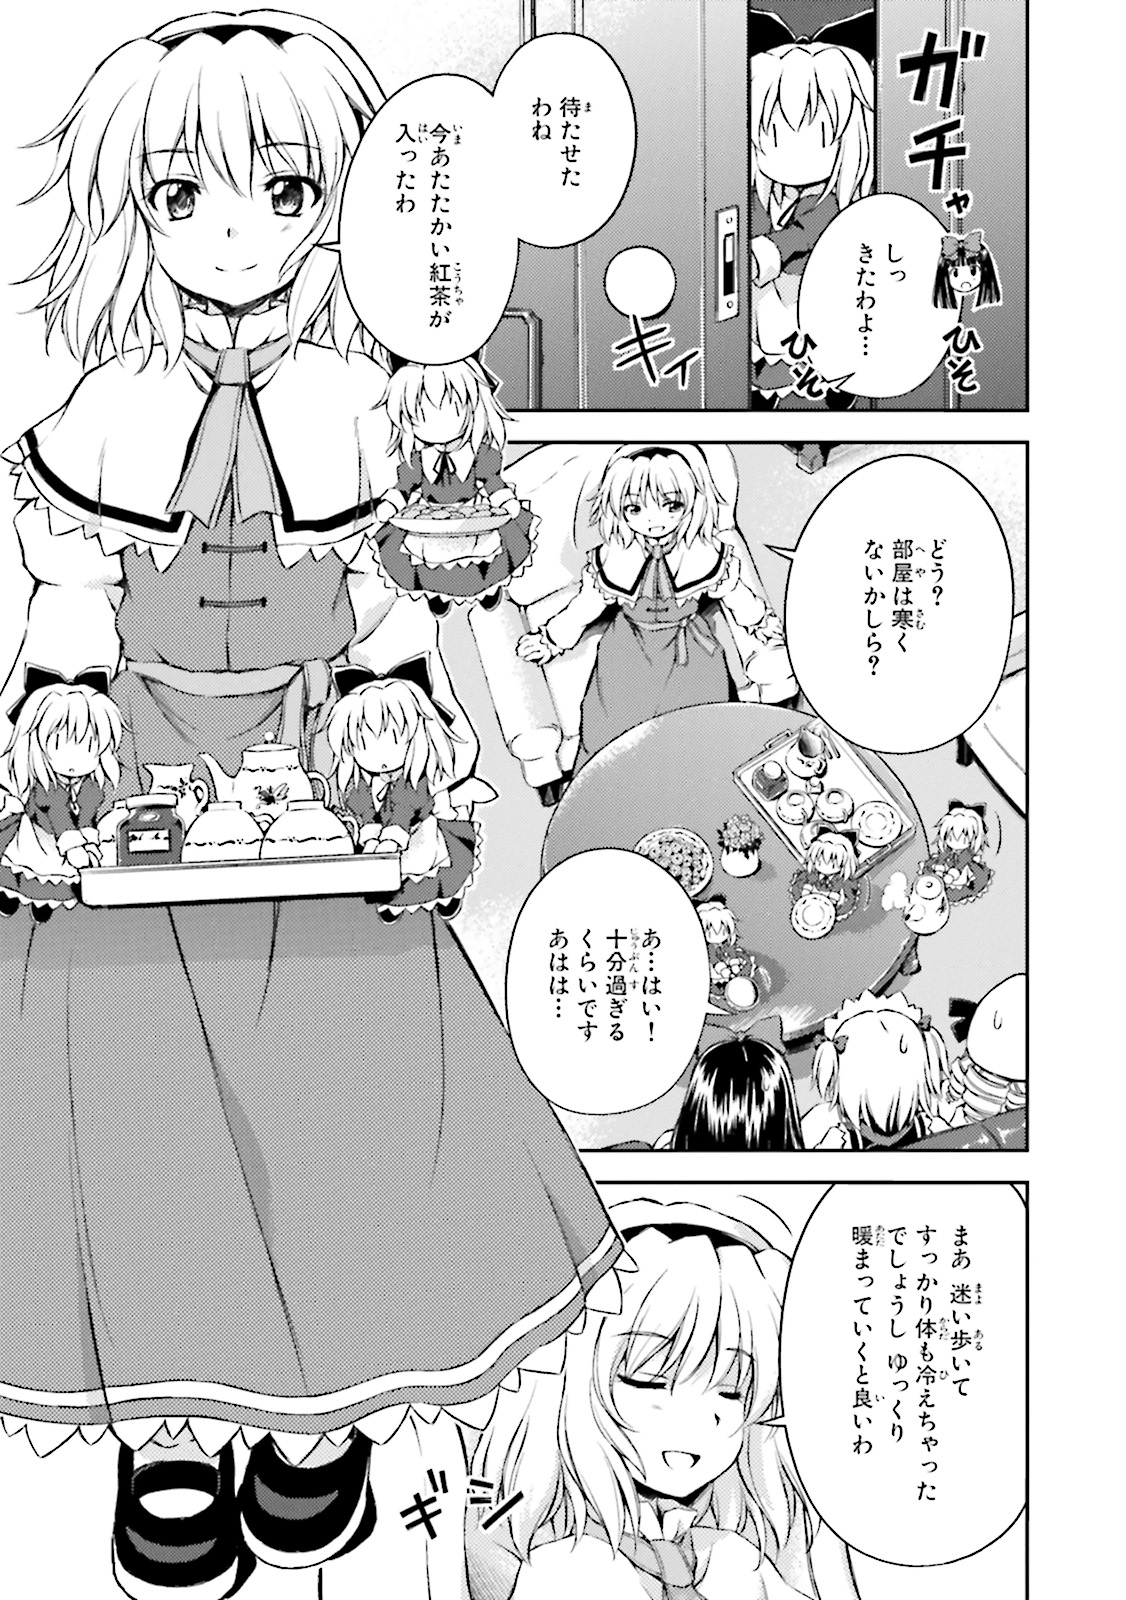 ガチャ
しっ
きたわよ…
ひそ
ひそ
キィ
待たせた
わね
今あたたかい紅茶が
入ったわ
どう?
部屋は寒く
ないかしら?
あ…はい!
十分過ぎる
くらいです
あはは…
まあ 迷い歩いて
すっかり体も冷えちゃった
でしょうし ゆっくり
暖まっていくと良いわ
ギシ